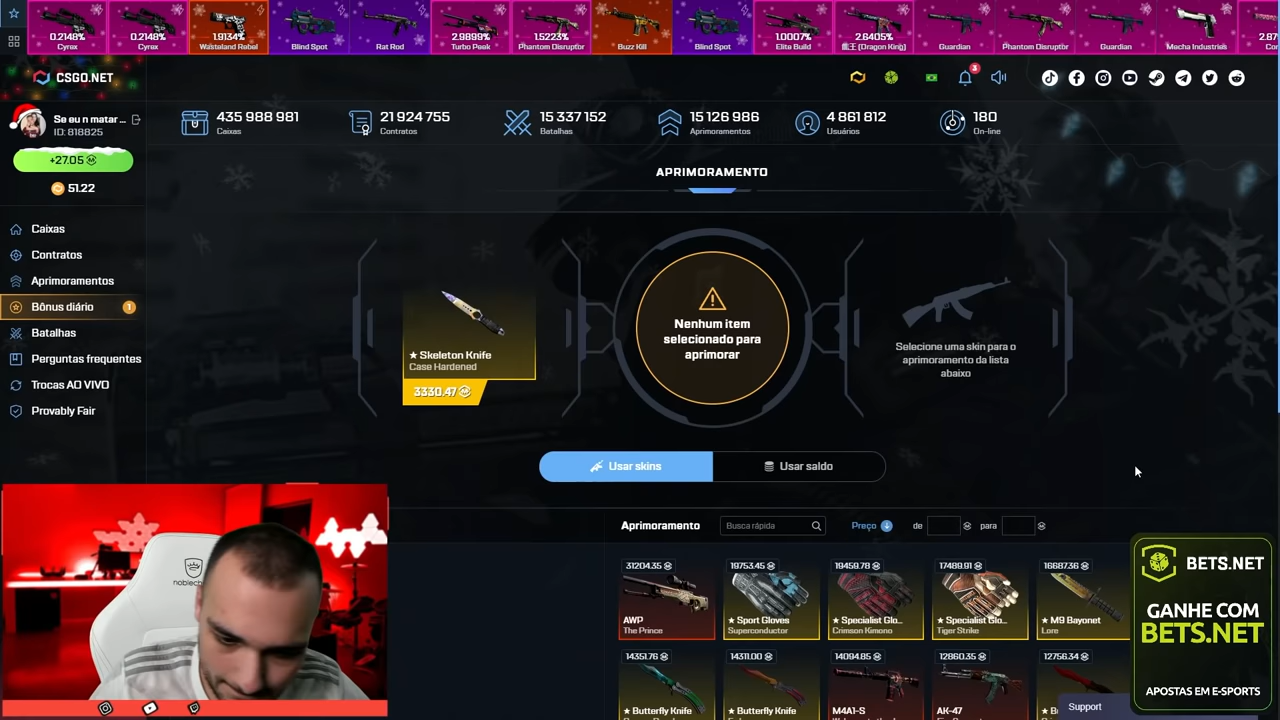 0.2148%
Cyrex
0.2148%
Cyrex
1.9134%
Wasteland Rebel
Blind Spot
Rat Rod
2.9899%
Turbo Peek
1.5223%
Phantom Disruptor
Buzz Kill
Blind Spot
1.0007%
Elite Build
2.6405%
龍王 (Dragon King)
Guardian
Phantom Disruptor
Guardian
Mecha Industries
CSGO.NET
3
Se eu n matar ...
ID: 818825
+27.05
51.22
435 988 981
Caixas
21 924 755
Contratos
15 337 152
Batalhas
15 126 986
Aprimoramentos
4 861 812
Usuários
180
On-line
Caixas
Contratos
Aprimoramentos
Bônus diário 1
Batalhas
Perguntas frequentes
Trocas AO VIVO
Provably Fair
APRIMORAMENTO
★ Skeleton Knife
Case Hardened
3330.47
Nenhum item
selecionado para
aprimorar
Selecione uma skin para o
aprimoramento da lista
abaixo
Usar skins
Usar saldo
Aprimoramento
Busca rápida
Preço
de
para
31204.35
AWP
The Prince
19753.45
★ Sport Gloves
Superconductor
19459.78
★ Specialist Glo...
Crimson Kimono
17489.91
★ Specialist Glo...
Tiger Strike
16687.36
★ M9 Bayonet
Lore
14351.76
★ Butterfly Knife
14311.00
★ Butterfly Knife
14094.85
M4A1-S
12860.35
AK-47
12756.34
BETS.NET
GANHE COM
BETS.NET
APOSTAS EM E-SPORTS
Support